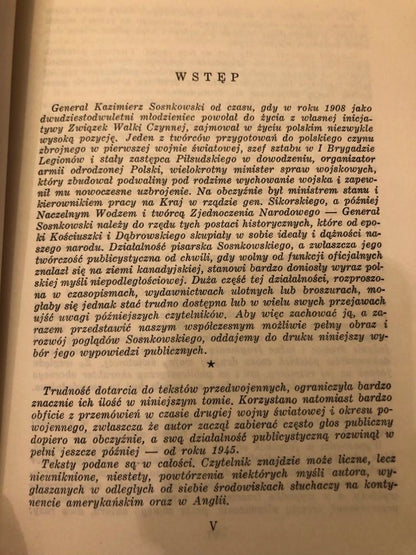 WSTĘP
Generał Kazimierz Sosnkowski od czasu, gdy w roku 1908 jako
dwudziestodwuletni młodzieniec powołał do życia z własnej inicja-
tywy Związek Walki Czynnej, zajmował w życiu polskim niezwykle
wysoką pozycję. Jeden z twórców przygotowań do polskiego czynu
zbrojnego w pierwszej wojnie światowej, szef sztabu w I Brygadzie
Legionów i stały zastępca Piłsudskiego w dowodzeniu, organizator
armii odrodzonej Polski, wielokrotny minister spraw wojskowych,
który zbudował podwaliny pod rodzime wychowanie wojska i zapew-
nił mu nowoczesne uzbrojenie. Na obczyźnie był ministrem stanu i
kierownikiem pracy na Kraj w rządzie gen. Sikorskiego, a później
Naczelnym Wodzem i twórcą Zjednoczenia Narodowego — Generał
Sosnkowski należy do rzędu tych postaci historycznych, które od epo-
ki Kościuszki i Dąbrowskiego skupiały w sobie ideały i dążności na-
szego narodu. Działalność pisarska Sosnkowskiego, a zwłaszcza jego
twórczość publicystyczna od chwili, gdy wolny od funkcji oficjalnych
znalazł się na ziemi kanadyjskiej, stanowi bardzo doniosły wyraz pol-
skiej myśli niepodległościowej. Duża część tej działalności, rozproszo-
na w czasopismach, wydawnictwach ulotnych lub broszurach, mo-
głaby się jednak stać trudno dostępna lub w wielu swych przejawach
ujść uwagi późniejszych czytelników. Aby więc zachować ją, a za-
razem przedstawić naszym współczesnym możliwie pełny obraz i
rozwój poglądów Sosnkowskiego, oddajemy do druku niniejszy wy-
bór jego wypowiedzi publicznych.
★
Trudność dotarcia do tekstów przedwojennych, ograniczyła bardzo
znacznie ich ilość w niniejszym tomie. Korzystano natomiast bardzo
obficie z przemówień w czasie drugiej wojny światowej i okresu po-
wojennego, zwłaszcza że autor zaczął zabierać często głos publiczny
dopiero na obczyźnie, a swą działalność publicystyczną rozwinął w
pełni jeszcze później — od roku 1945.
Teksty podane są w całości. Czytelnik znajdzie może liczne, lecz
nieuniknione, niestety, powtórzenia niektórych myśli autora, wy-
głaszanych w odległych od siebie środowiskach słuchaczy na konty-
nencie amerykańskim oraz w Anglii.
V